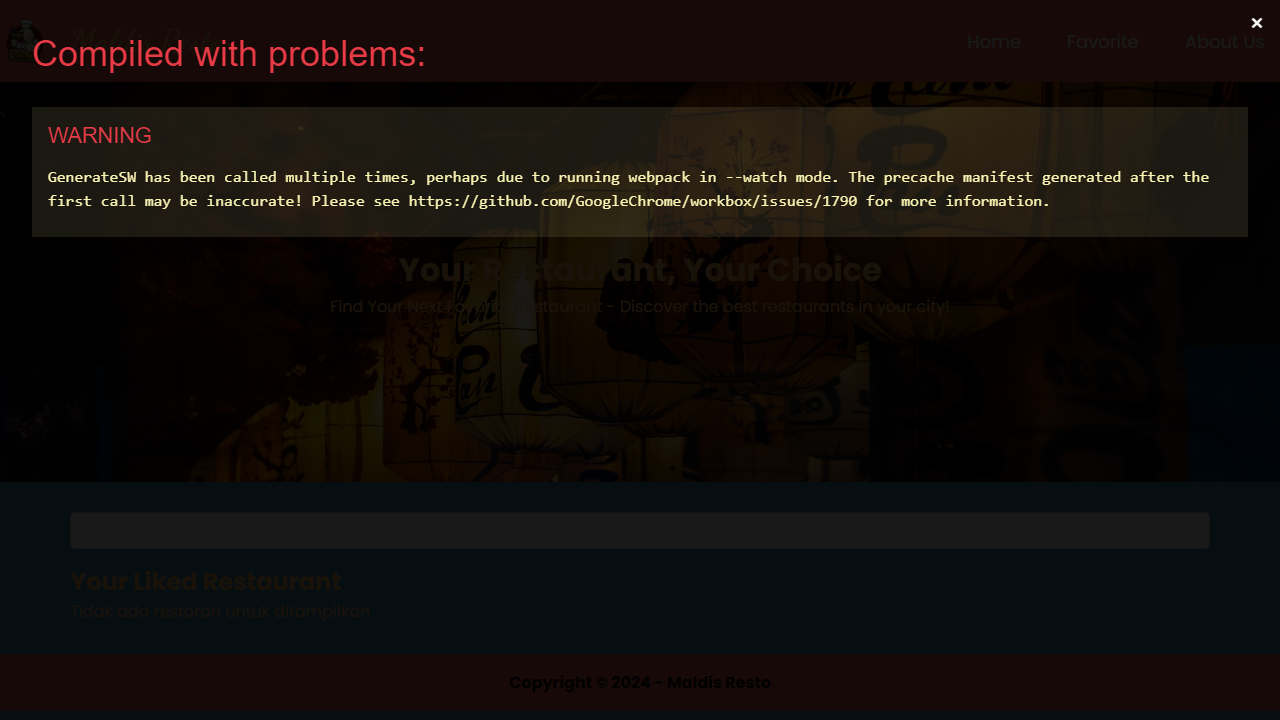 Compiled with problems:
Home Favorite About Us
WARNING
GenerateSW has been called multiple times, perhaps due to running webpack in --watch mode. The precache manifest generated after the
first call may be inaccurate! Please see https://github.com/GoogleChrome/workbox/issues/1790 for more information.
Your Restaurant, Your Choice
Find Your Next Favorite Restaurant - Discover the best restaurants in your city!
Your Liked Restaurant
Tidak ada restoran untuk ditampilkan
Copyright © 2024 - Maldis Resto